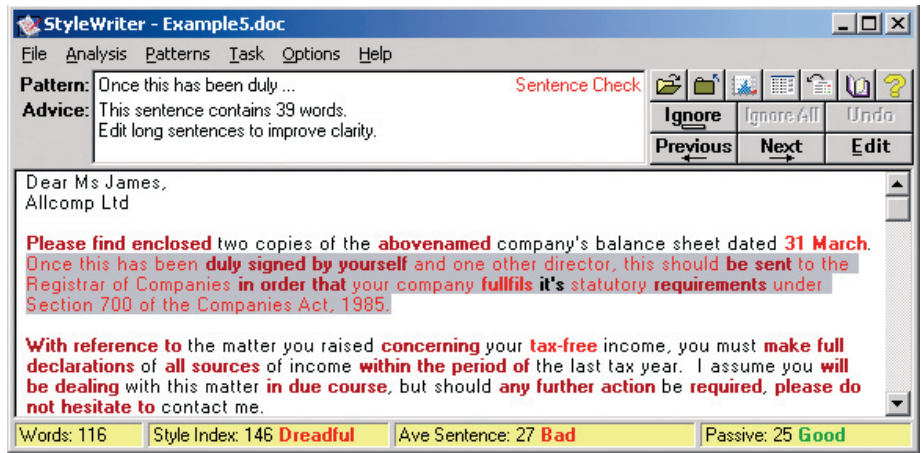 StyleWriter - Example5.doc
File Analysis Patterns Task Options Help
Pattern: Once this has been duly ... Sentence Check
Advice: This sentence contains 39 words.
Edit long sentences to improve clarity.
Ignore Ignore All Undo
Previous Next Edit
Dear Ms James,
Allcomp Ltd
Please find enclosed two copies of the abovenamed company's balance sheet dated 31 March.
Once this has been duly signed by yourself and one other director, this should be sent to the
Registrar of Companies in order that your company fullfils it's statutory requirements under
Section 700 of the Companies Act, 1985.
With reference to the matter you raised concerning your tax-free income, you must make full
declarations of all sources of income within the period of the last tax year. I assume you will
be dealing with this matter in due course, but should any further action be required, please do
not hesitate to contact me.
Words: 116 Style Index: 146 Dreadful Ave Sentence: 27 Bad Passive: 25 Good